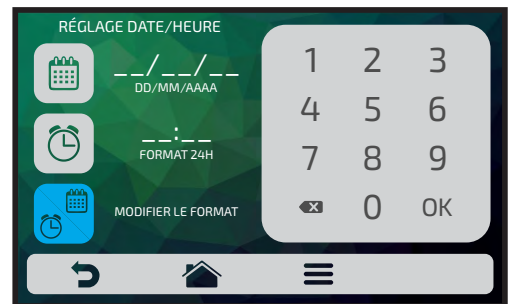 RÉGLAGE DATE/HEURE
__/__/__
DD/MM/AAAA
__:__
FORMAT 24H
MODIFIER LE FORMAT
1 2 3
4 5 6
7 8 9
0 OK